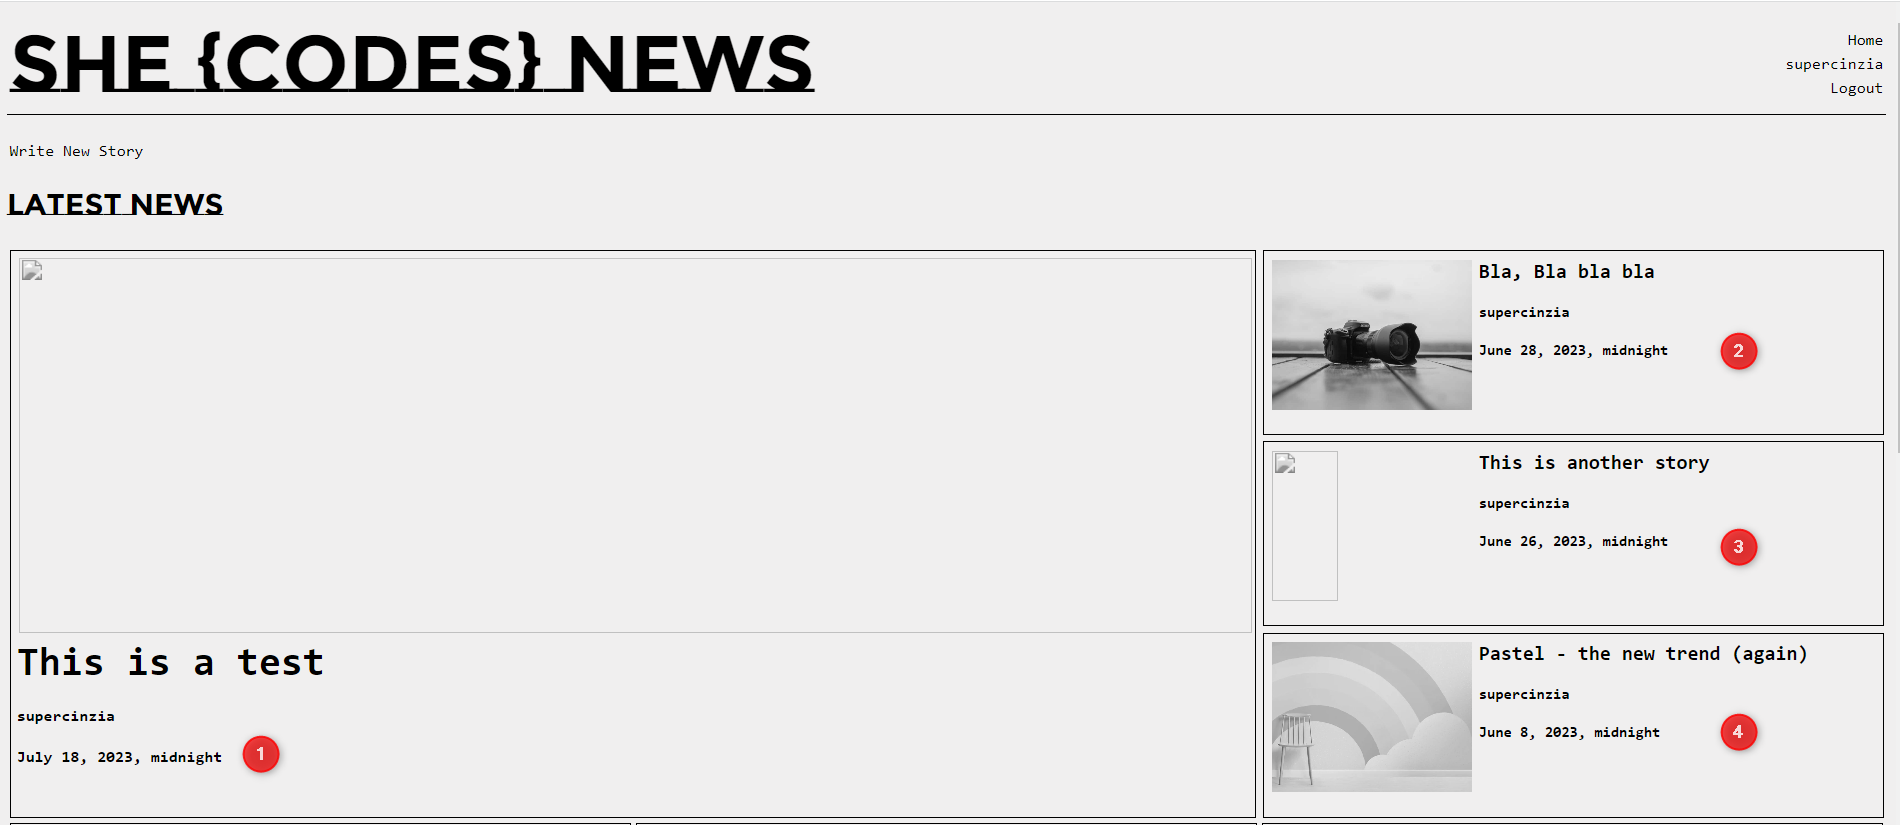 SHE {CODES} NEWS
Home
supercinzia
Logout
Write New Story
LATEST NEWS
This is a test
supercinzia
July 18, 2023, midnight
1
Bla, Bla bla bla
supercinzia
June 28, 2023, midnight
2
This is another story
supercinzia
June 26, 2023, midnight
3
Pastel - the new trend (again)
supercinzia
June 8, 2023, midnight
4